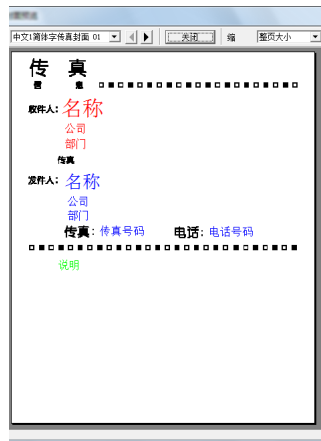 中文1简体字传真封面 01 关闭 缩 整页大小
传 真
信 息
收件人：名称
公司
部门
传真
发件人：名称
公司
部门
传真：传真号码 电话：电话号码
说明